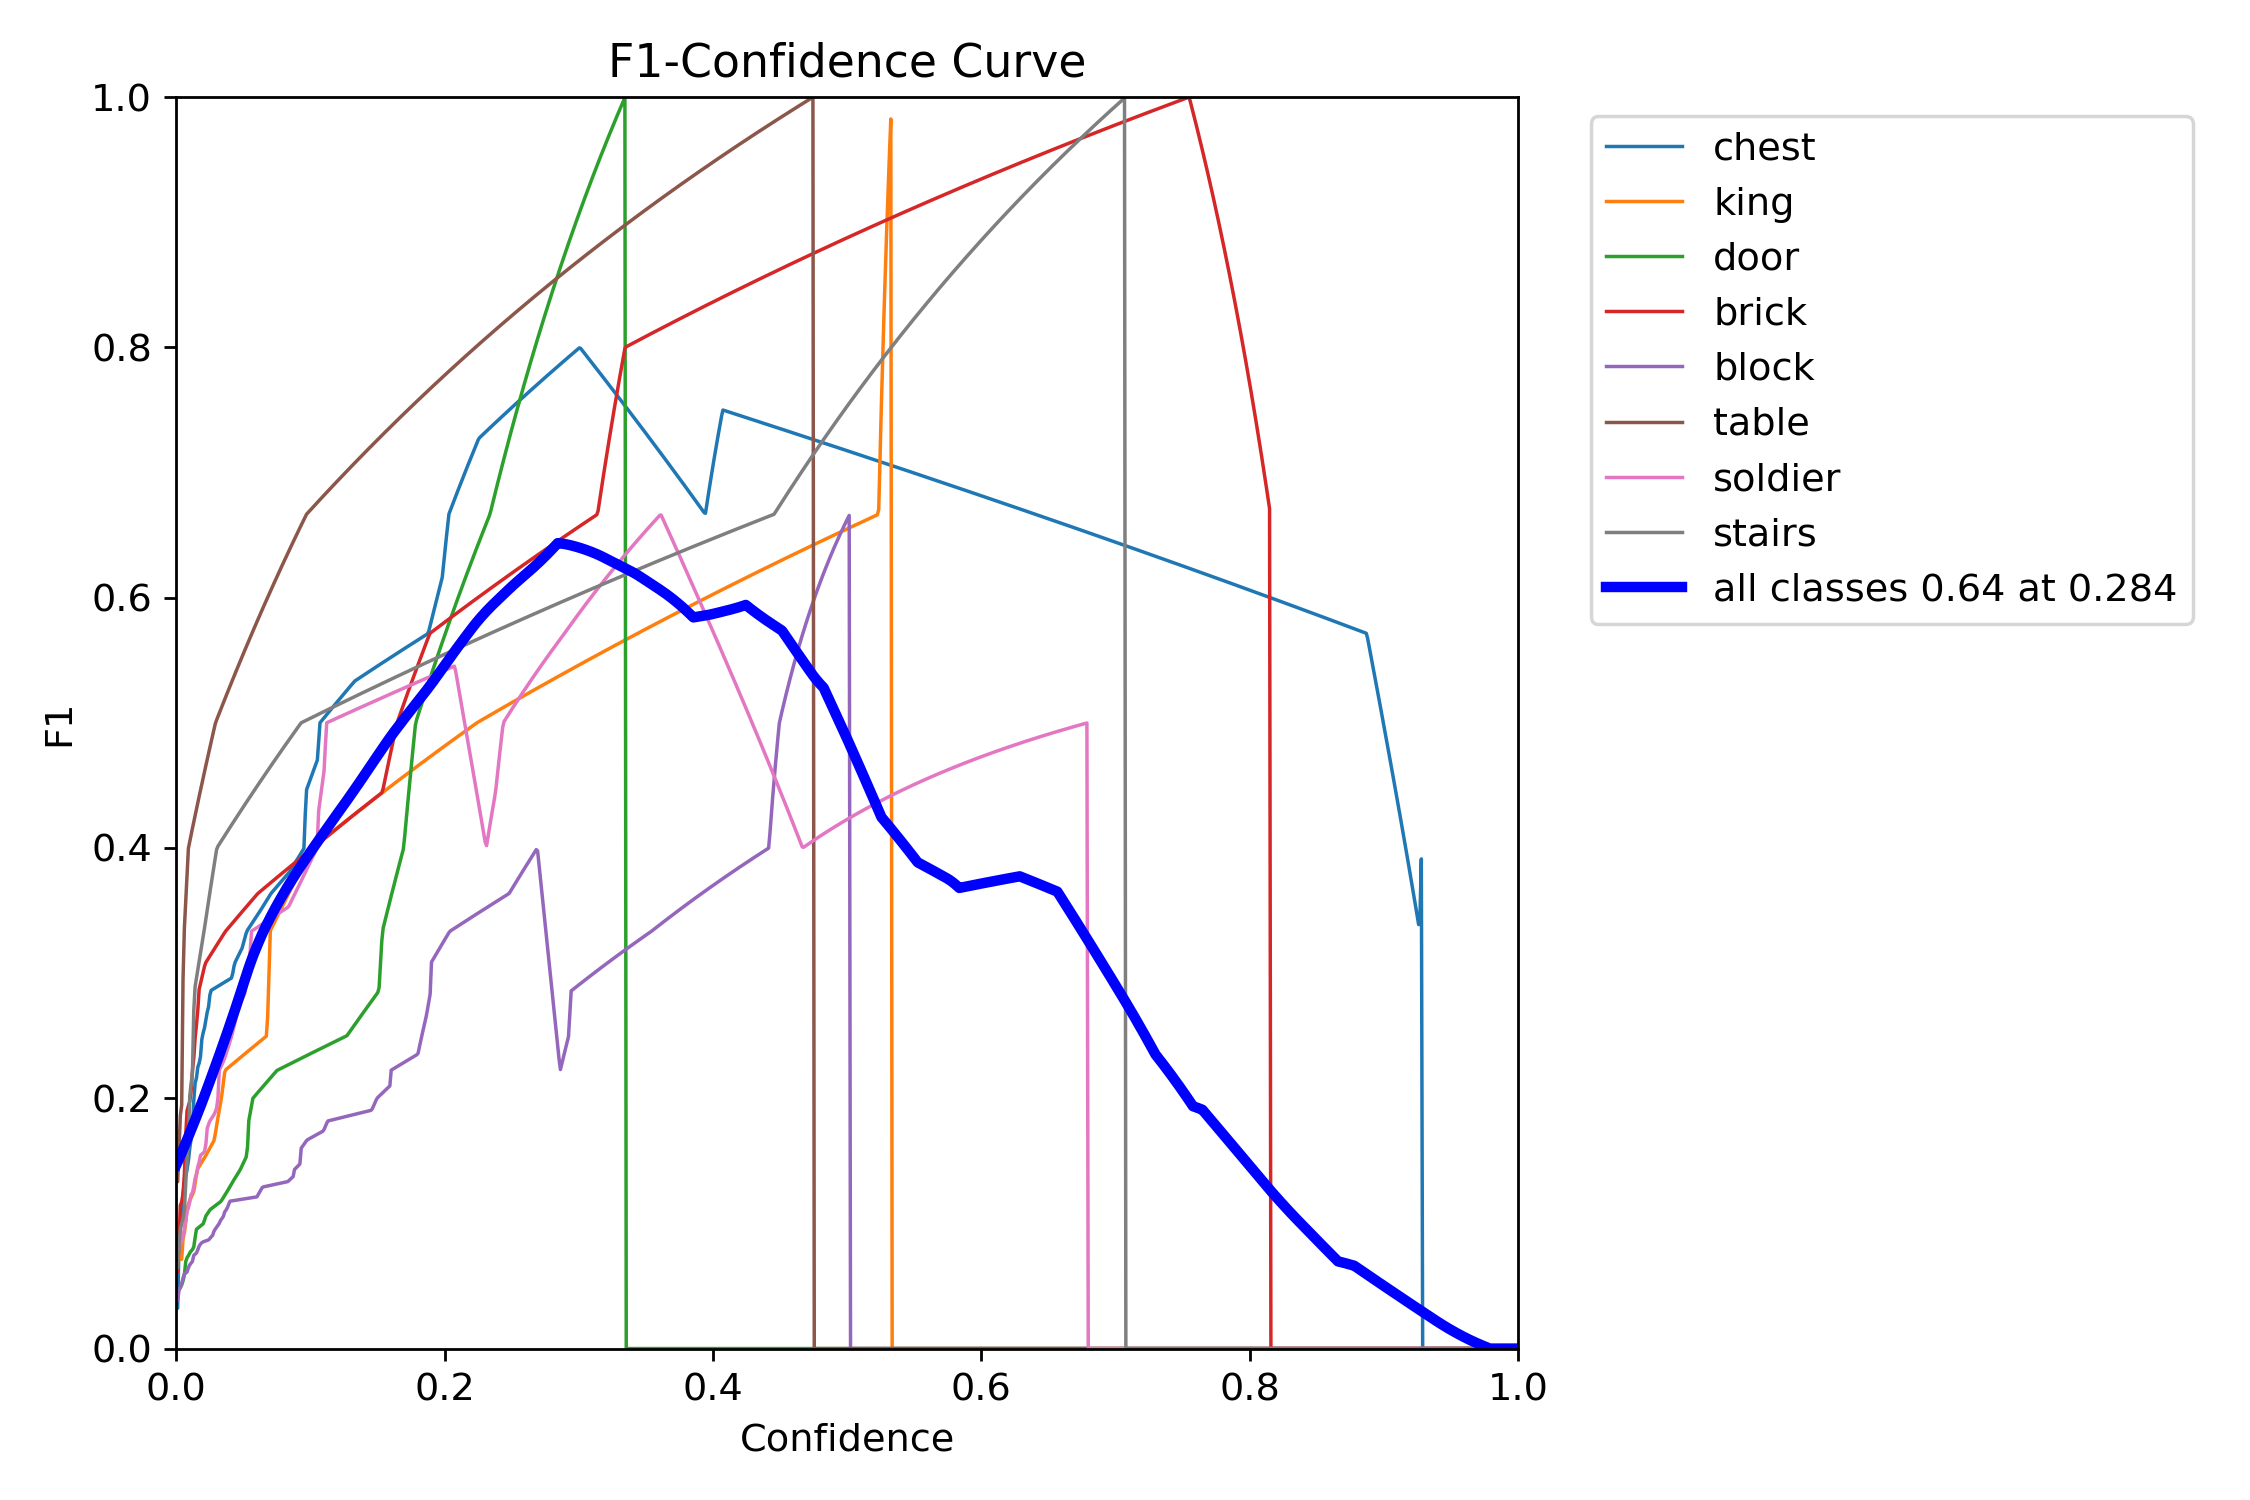 F1-Confidence Curve
1.0
0.8
0.6
0.4
0.2
0.0
F1
0.0 0.2 0.4 0.6 0.8 1.0
Confidence
chest
king
door
brick
block
table
soldier
stairs
all classes 0.64 at 0.284